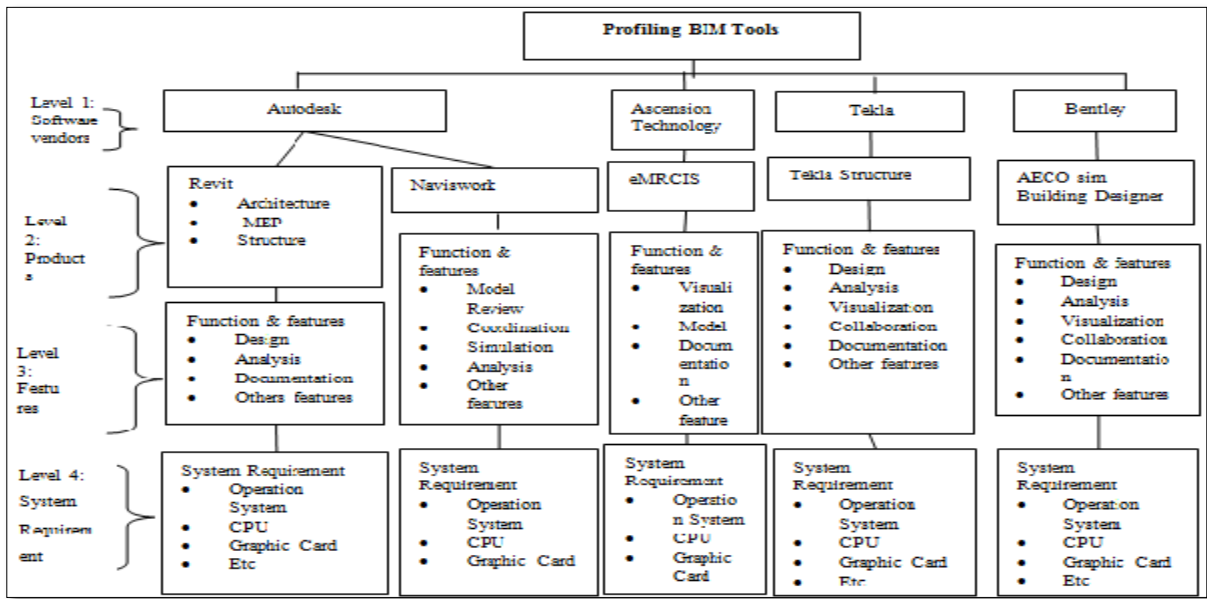 Profiling BIM Tools
Level 1:
Software
vendors
Autodesk
Ascension
Technology
Tekla
Bentley
Level
2:
Product
s
Revit
• Architecture
• MEP
• Structure
Naviswork
eMRCIS
Tekla Structure
AECO sim
Building Designer
Level
3:
Featu
res
Function & features
• Design
• Analysis
• Documentation
• Others features
Function &
features
• Model
Review
• Coordination
• Simulation
• Analysis
• Other
features
Function &
features
• Visuali
zation
• Model
• Docum
entatio
n
• Other
feature
Function & features
• Design
• Analysis
• Visualization
• Collaboration
• Documentation
• Other features
Function & features
• Design
• Analysis
• Visualization
• Collaboration
• Documentatio
n
• Other features
Level 4:
System
Requirem
ent
System Requirement
• Operation
System
• CPU
• Graphic Card
• Etc
System
Requirement
• Operation
System
• CPU
• Graphic Card
System
Requirement
• Operatio
n System
• CPU
• Graphic
Card
System
Requirement
• Operation
System
• CPU
• Graphic Card
• Etc
System
Requirement
• Operation
System
• CPU
• Graphic Card
• Etc